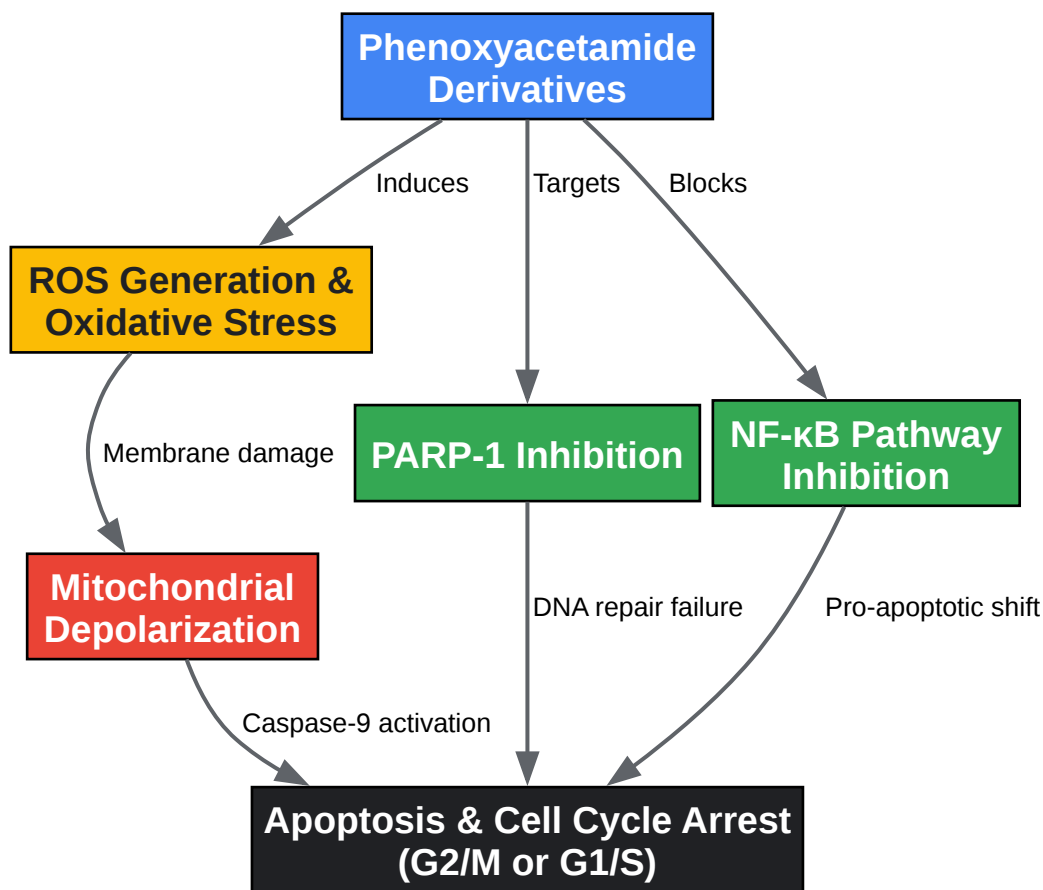 Phenoxyacetamide
Derivatives
Induces
Targets
Blocks
ROS Generation &
Oxidative Stress
Membrane damage
PARP-1 Inhibition
NF-κB Pathway
Inhibition
Mitochondrial
Depolarization
DNA repair failure
Pro-apoptotic shift
Caspase-9 activation
Apoptosis & Cell Cycle Arrest
(G2/M or G1/S)